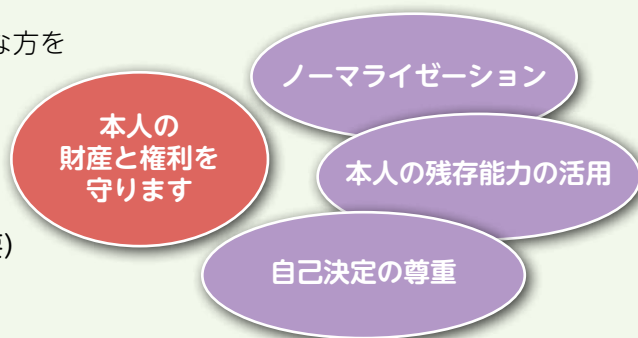 な方を
ノーマライゼーション
本人の
財産と権利を
守ります
本人の残存能力の活用
自己決定の尊重